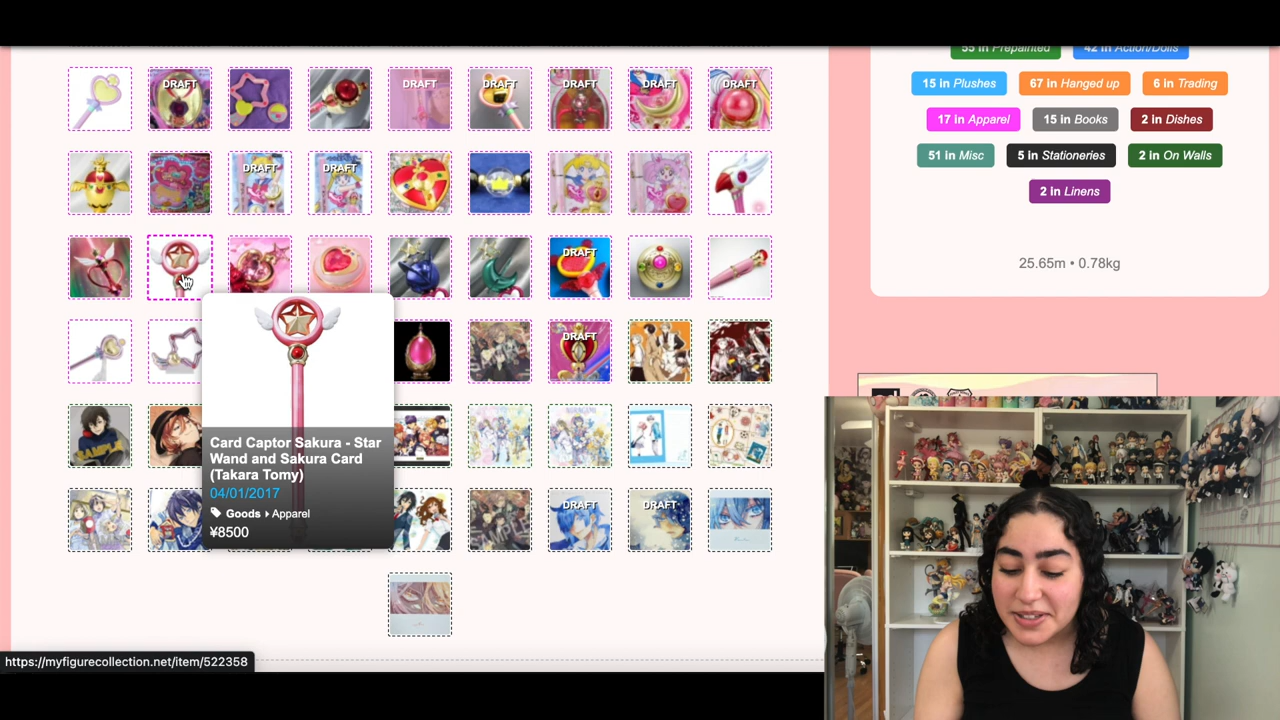 55 in Prepainted
42 in Action/Dolls
DRAFT
DRAFT
DRAFT
DRAFT
DRAFT
DRAFT
15 in Plushes
67 in Hanged up
6 in Trading
17 in Apparel
15 in Books
2 in Dishes
51 in Misc
5 in Stationeries
2 in On Walls
DRAFT
DRAFT
2 in Linens
DRAFT
25.65m • 0.78kg
DRAFT
SAMPLE
Card Captor Sakura - Star
Wand and Sakura Card
(Takara Tomy)
04/01/2017
Goods
Apparel
¥8500
DRAFT
DRAFT
https://myfigurecollection.net/item/522358